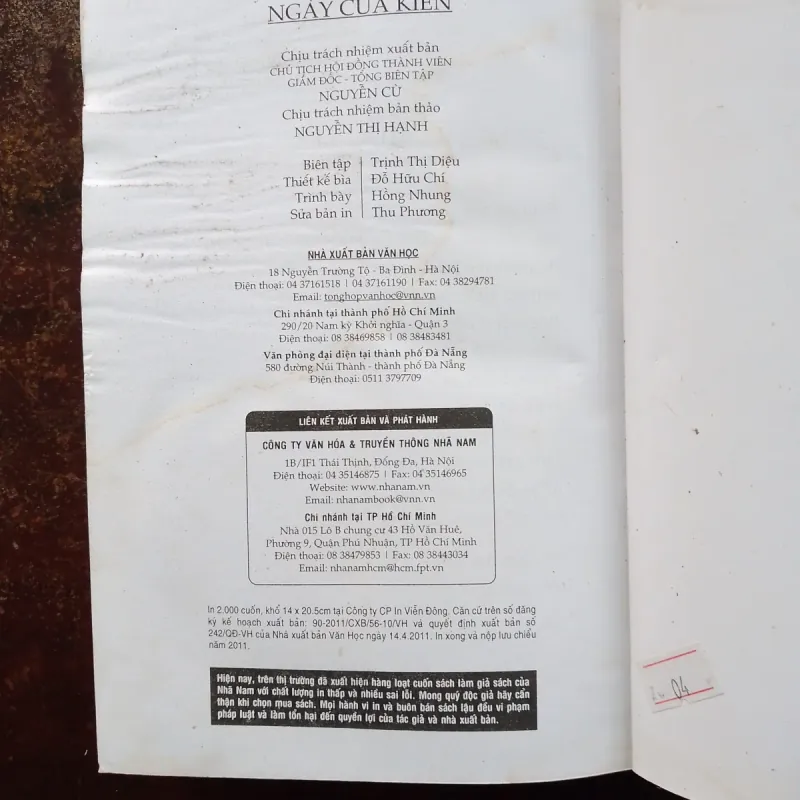 NGÀY CỦA KIẾN
Chịu trách nhiệm xuất bản
CHỦ TỊCH HỘI ĐỒNG THÀNH VIÊN
GIÁM ĐỐC - TỔNG BIÊN TẬP
NGUYỄN CỪ
Chịu trách nhiệm bản thảo
NGUYỄN THỊ HẠNH
Biên tập | Trịnh Thị Diệu
Thiết kế bìa | Đỗ Hữu Chí
Trình bày | Hồng Nhung
Sửa bản in | Thu Phương
NHÀ XUẤT BẢN VĂN HỌC
18 Nguyễn Trường Tộ - Ba Đình - Hà Nội
Điện thoại: 04 37161518 | 04 37161190 | Fax: 04 38294781
Email: tonghopvanhoc@vnn.vn
Chi nhánh tại thành phố Hồ Chí Minh
290/20 Nam kỳ Khởi nghĩa - Quận 3
Điện thoại: 08 38469858 | 08 38483481
Văn phòng đại diện tại thành phố Đà Nẵng
580 đường Núi Thành - thành phố Đà Nẵng
Điện thoại: 0511 3797709
LIÊN KẾT XUẤT BẢN VÀ PHÁT HÀNH
CÔNG TY VĂN HÓA & TRUYỀN THÔNG NHÃ NAM
1B/IF1 Thái Thịnh, Đống Đa, Hà Nội
Điện thoại: 04 35146875 | Fax: 04 35146965
Website: www.nhanam.vn
Email: nhanambook@vnn.vn
Chi nhánh tại TP Hồ Chí Minh
Nhà 015 Lô B chung cư 43 Hồ Văn Huê,
Phường 9, Quận Phú Nhuận, TP Hồ Chí Minh
Điện thoại: 08 38479853 | Fax: 08 38443034
Email: nhanamhcm@hcm.fpt.vn
In 2.000 cuốn, khổ 14 x 20.5cm tại Công ty CP In Viễn Đông. Căn cứ trên số đăng
ký kế hoạch xuất bản: 90-2011/CXB/56-10/VH và quyết định xuất bản số
242/QĐ-VH của Nhà xuất bản Văn Học ngày 14.4.2011. In xong và nộp lưu chiểu
năm 2011.
Hiện nay, trên thị trường đã xuất hiện hàng loạt cuốn sách làm giả sách của
Nhã Nam với chất lượng in thấp và nhiều sai lỗi. Mong quý độc giả hãy cẩn
thận khi chọn mua sách. Mọi hành vi in và buôn bán sách lậu đều vi phạm
pháp luật và làm tổn hại đến quyền lợi của tác giả và nhà xuất bản.
04